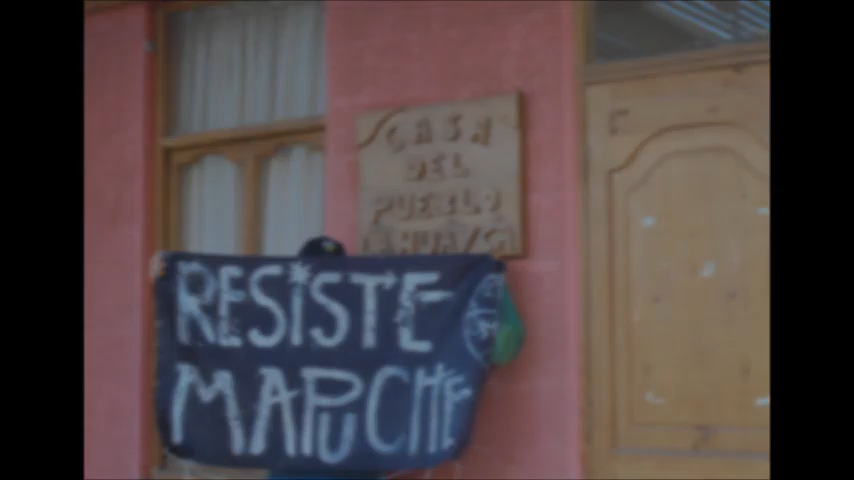 CASA
DEL
PUEBLO
RESISTE
MAPUCHE